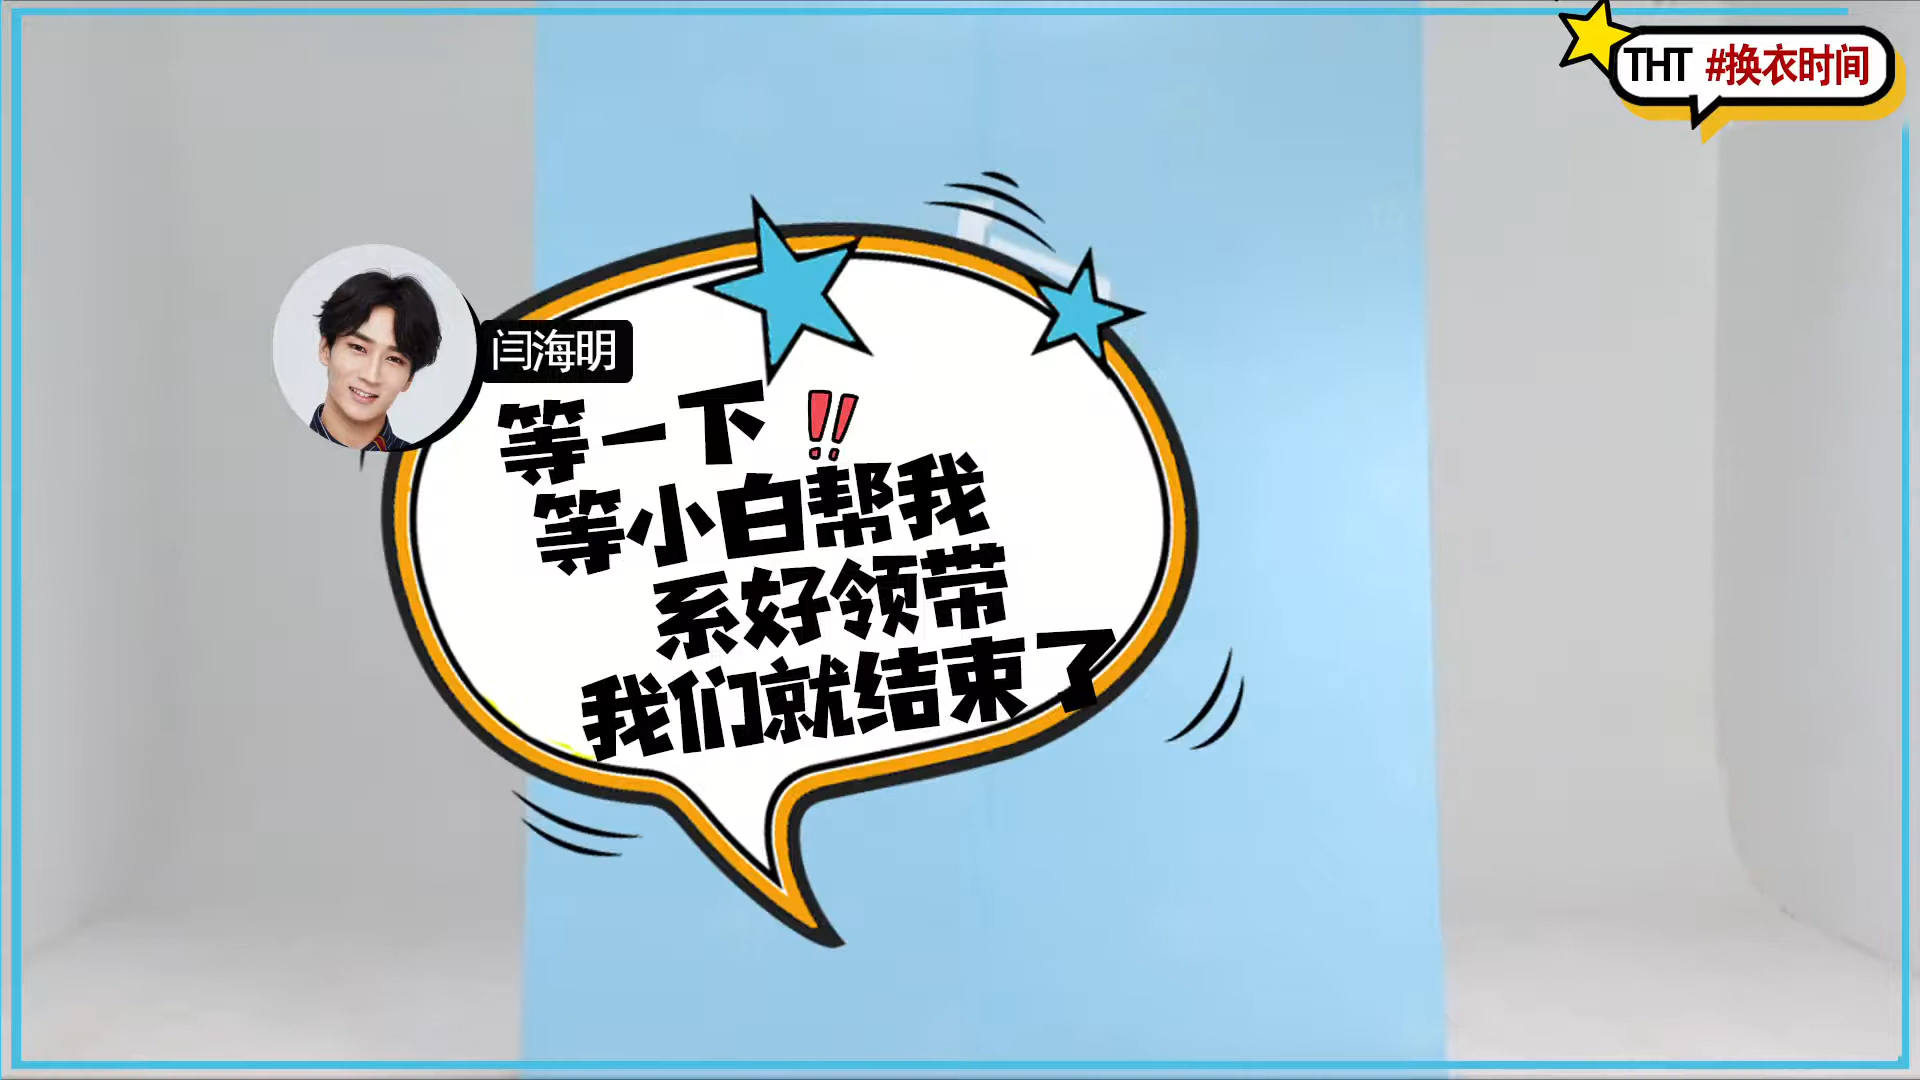 THT #换衣时间
闫海明
等一下‼
等小白帮我
系好领带
我们就结束了